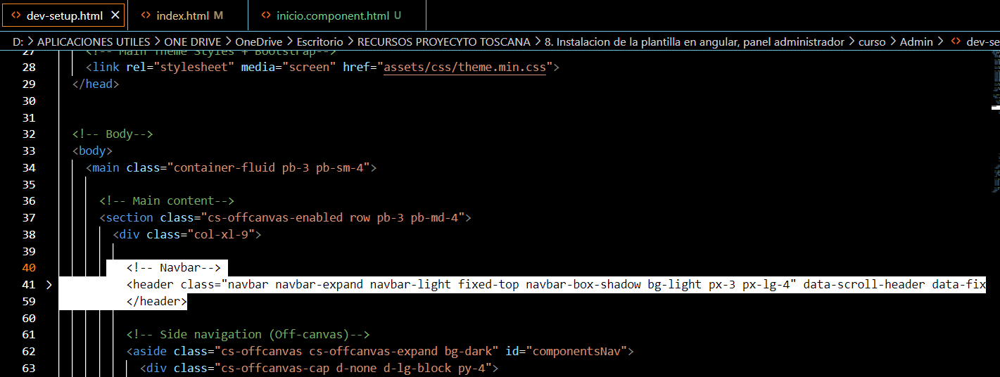 dev-setup.html × index.html M inicio.component.html U
D: > APLICACIONES UTILES > ONE DRIVE > OneDrive > Escritorio > RECURSOS PROYECYTO TOSCANA > 8. Instalacion de la plantilla en angular, panel administrador > curso > Admin > dev-se
27 <!-- Main Theme Styles + Bootstrap-->
28 <link rel="stylesheet" media="screen" href="assets/css/theme.min.css">
29 </head>
30
31
32 <!-- Body-->
33 <body>
34 <main class="container-fluid pb-3 pb-sm-4">
35
36 <!-- Main content-->
37 <section class="cs-offcanvas-enabled row pb-3 pb-md-4">
38 <div class="col-xl-9">
39
40 <!-- Navbar-->
41 <header class="navbar navbar-expand navbar-light fixed-top navbar-box-shadow bg-light px-3 px-lg-4" data-scroll-header data-fix
59 </header>
60
61 <!-- Side navigation (Off-canvas)-->
62 <aside class="cs-offcanvas cs-offcanvas-expand bg-dark" id="componentsNav">
63 <div class="cs-offcanvas-cap d-none d-lg-block py-4">